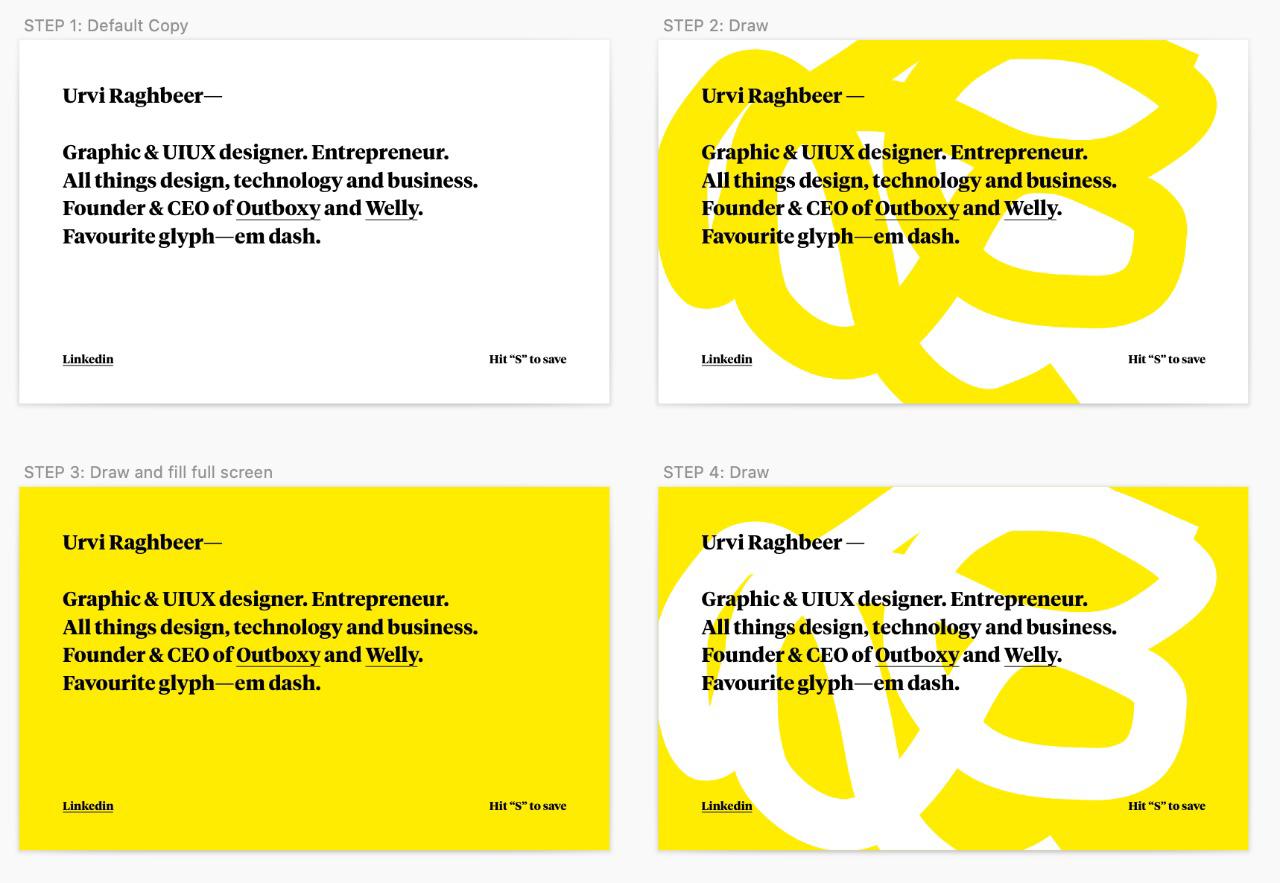 STEP 1: Default Copy
Urvi Raghbeer—
Graphic & UIUX designer. Entrepreneur.
All things design, technology and business.
Founder & CEO of Outboxy and Welly.
Favourite glyph—em dash.
Linkedin
Hit “S” to save
STEP 2: Draw
Urvi Raghbeer —
Graphic & UIUX designer. Entrepreneur.
All things design, technology and business.
Founder & CEO of Outboxy and Welly.
Favourite glyph—em dash.
Linkedin
Hit “S” to save
STEP 3: Draw and fill full screen
Urvi Raghbeer—
Graphic & UIUX designer. Entrepreneur.
All things design, technology and business.
Founder & CEO of Outboxy and Welly.
Favourite glyph—em dash.
Linkedin
Hit “S” to save
STEP 4: Draw
Urvi Raghbeer —
Graphic & UIUX designer. Entrepreneur.
All things design, technology and business.
Founder & CEO of Outboxy and Welly.
Favourite glyph—em dash.
Linkedin
Hit “S” to save